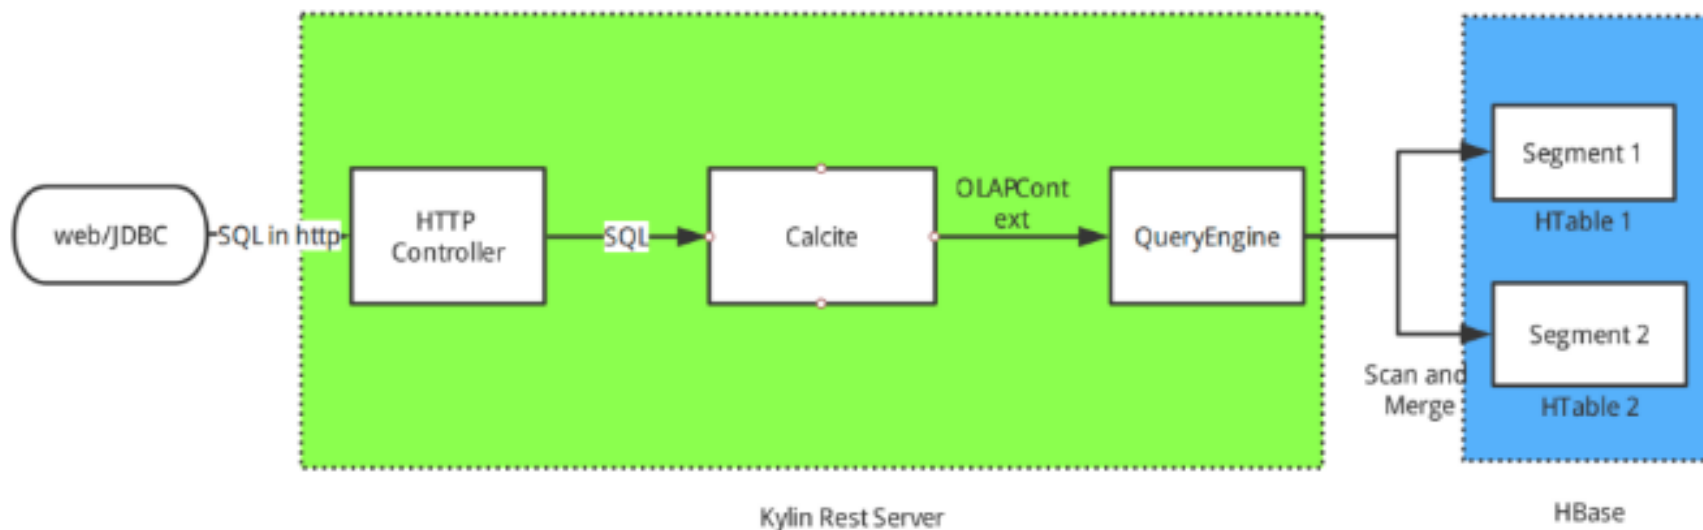 web/JDBC
SQL in http
HTTP
Controller
SQL
Calcite
OLAPCont
ext
QueryEngine
Segment 1
HTable 1
Segment 2
HTable 2
Scan and
Merge
Kylin Rest Server
HBase